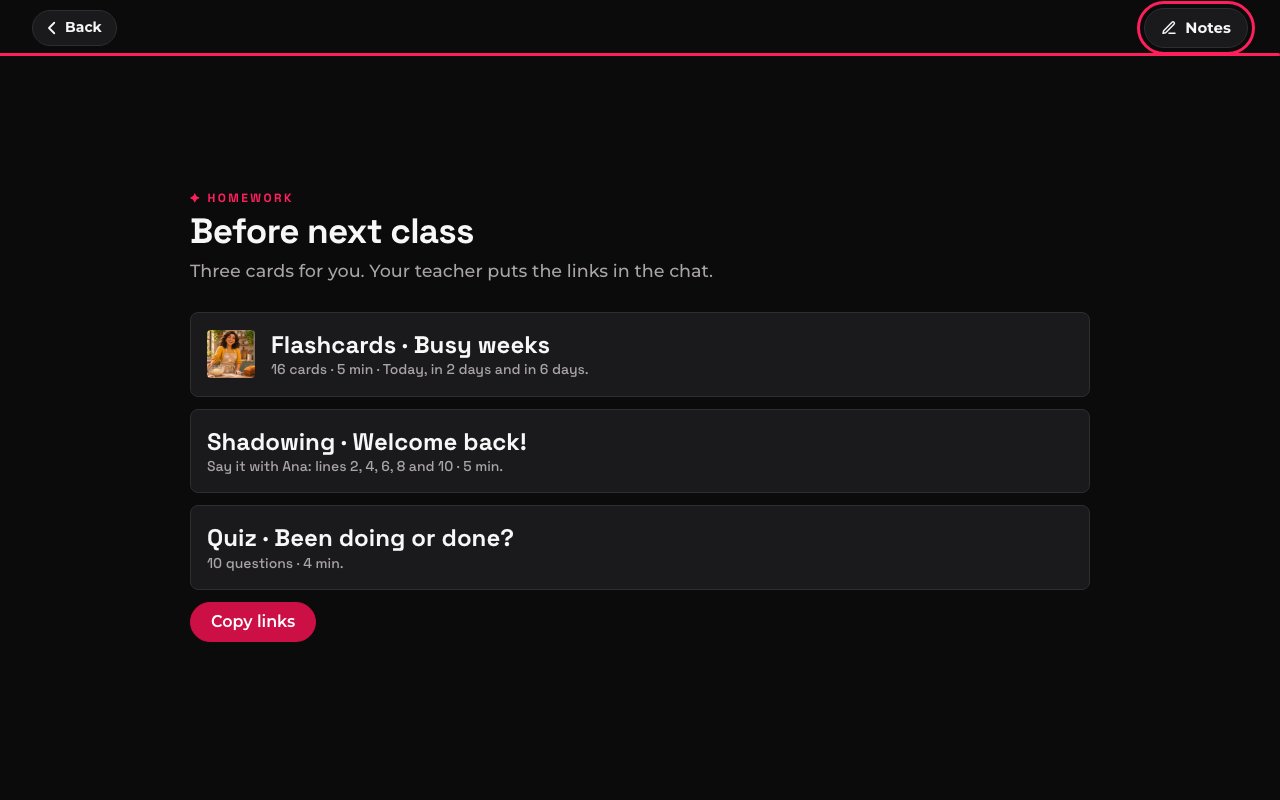 Back
Notes
HOMEWORK
Before next class
Three cards for you. Your teacher puts the links in the chat.
Flashcards · Busy weeks
16 cards · 5 min · Today, in 2 days and in 6 days.
Shadowing · Welcome back!
Say it with Ana: lines 2, 4, 6, 8 and 10 · 5 min.
Quiz · Been doing or done?
10 questions · 4 min.
Copy links